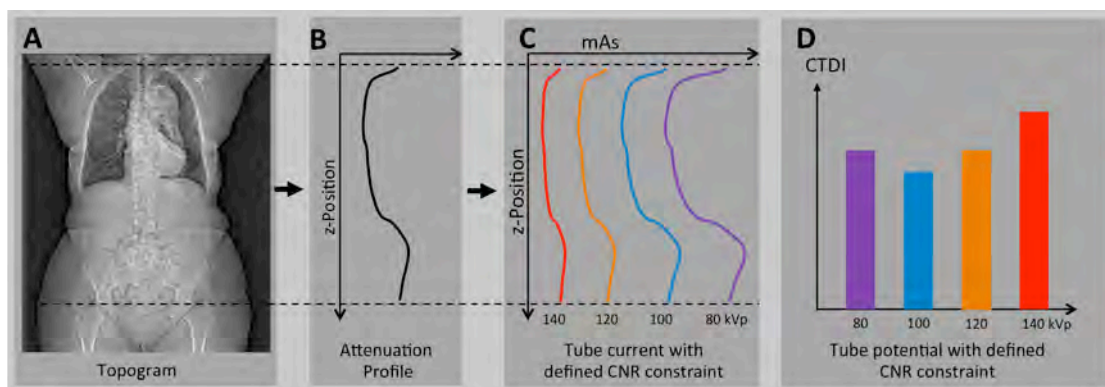 A
B
C
D
mAs
CTDI
z-Position
z-Position
140 120 100 80 kVp
80 100 120 140 kVp
Topogram
Attenuation
Profile
Tube current with
defined CNR constraint
Tube potential with defined
CNR constraint